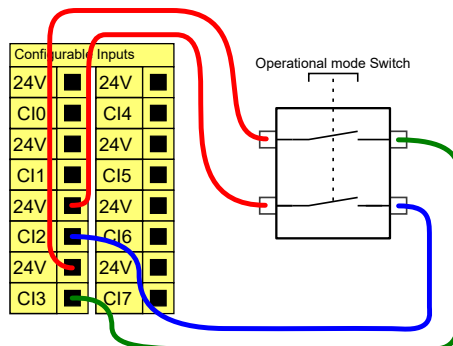 Configurable Inputs
Operational mode Switch
24V 24V
CI0 CI4
24V 24V
CI1 CI5
24V 24V
CI2 CI6
24V 24V
CI3 CI7